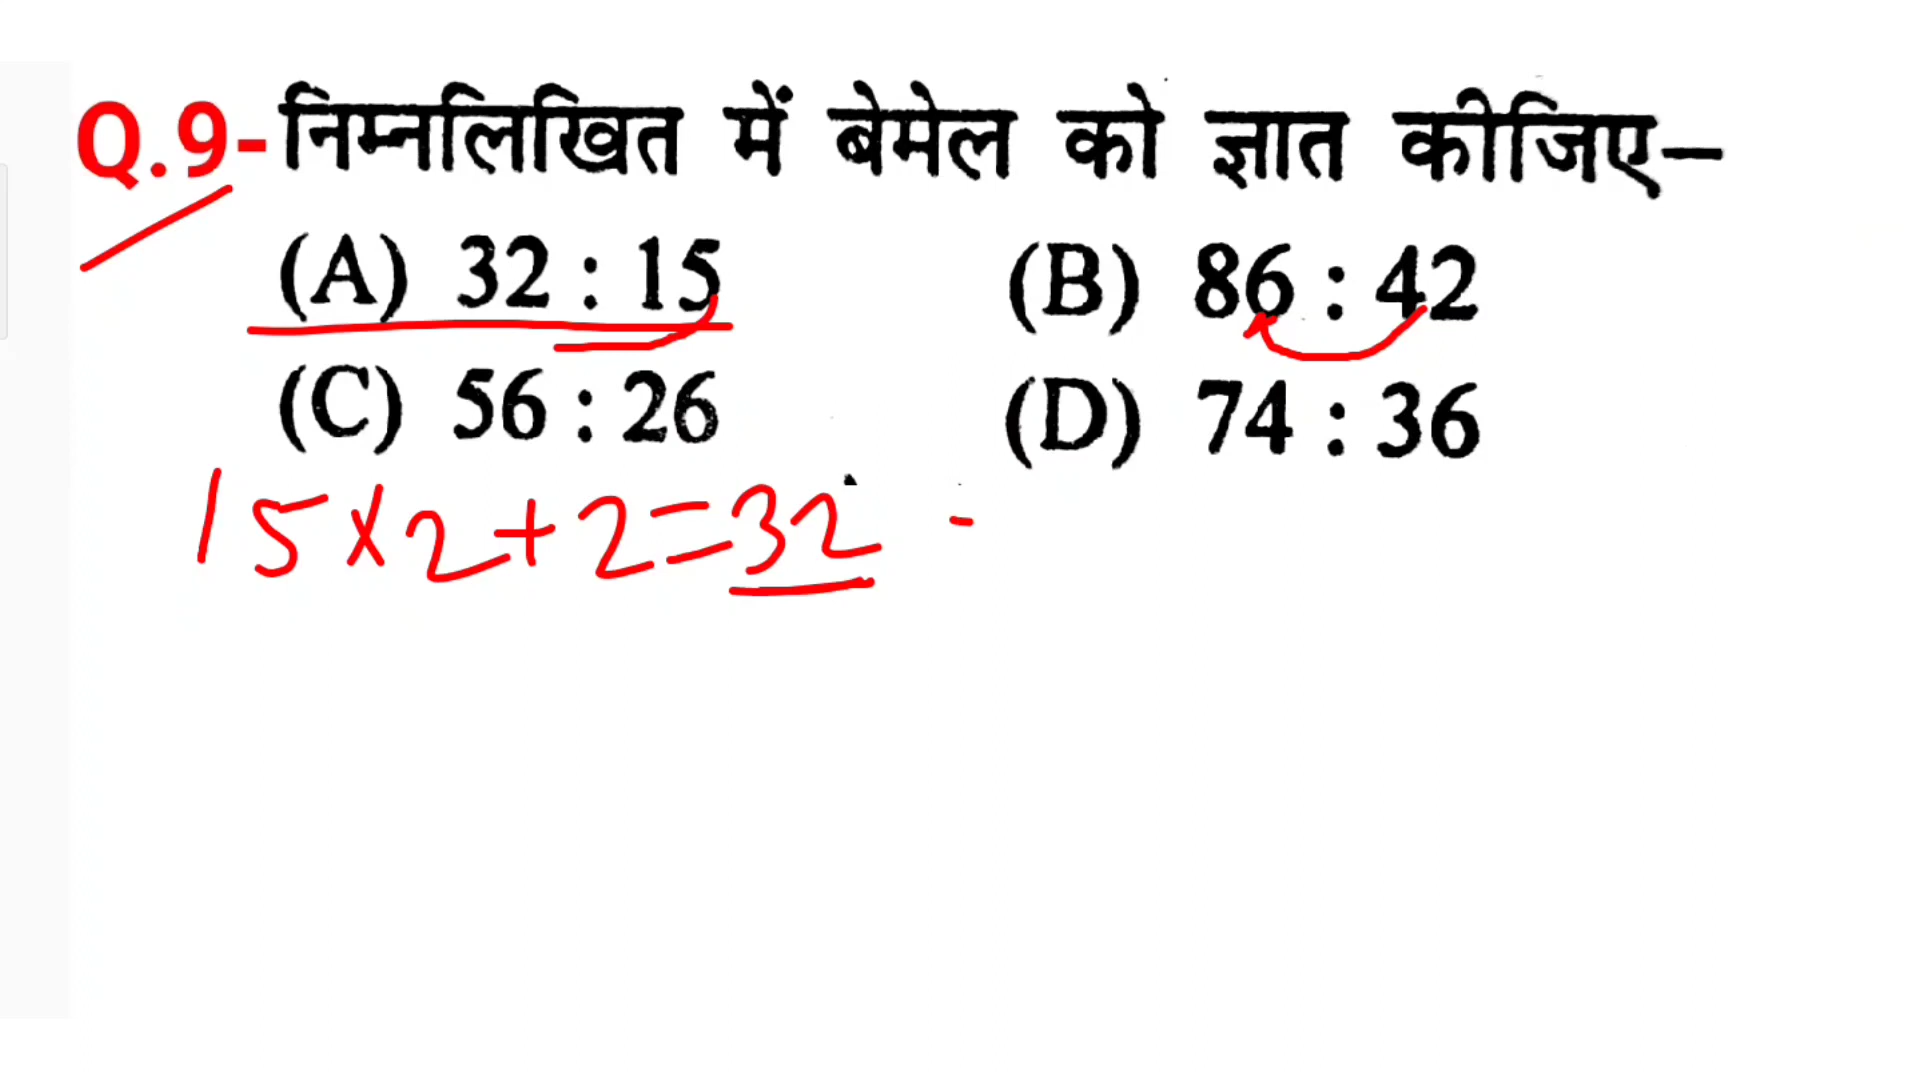 Q.9-निम्नलिखित में बेमेल को ज्ञात कीजिए—
(A) 32 : 15 (B) 86 : 42
(C) 56 : 26 (D) 74 : 36
15×2+2=32 -